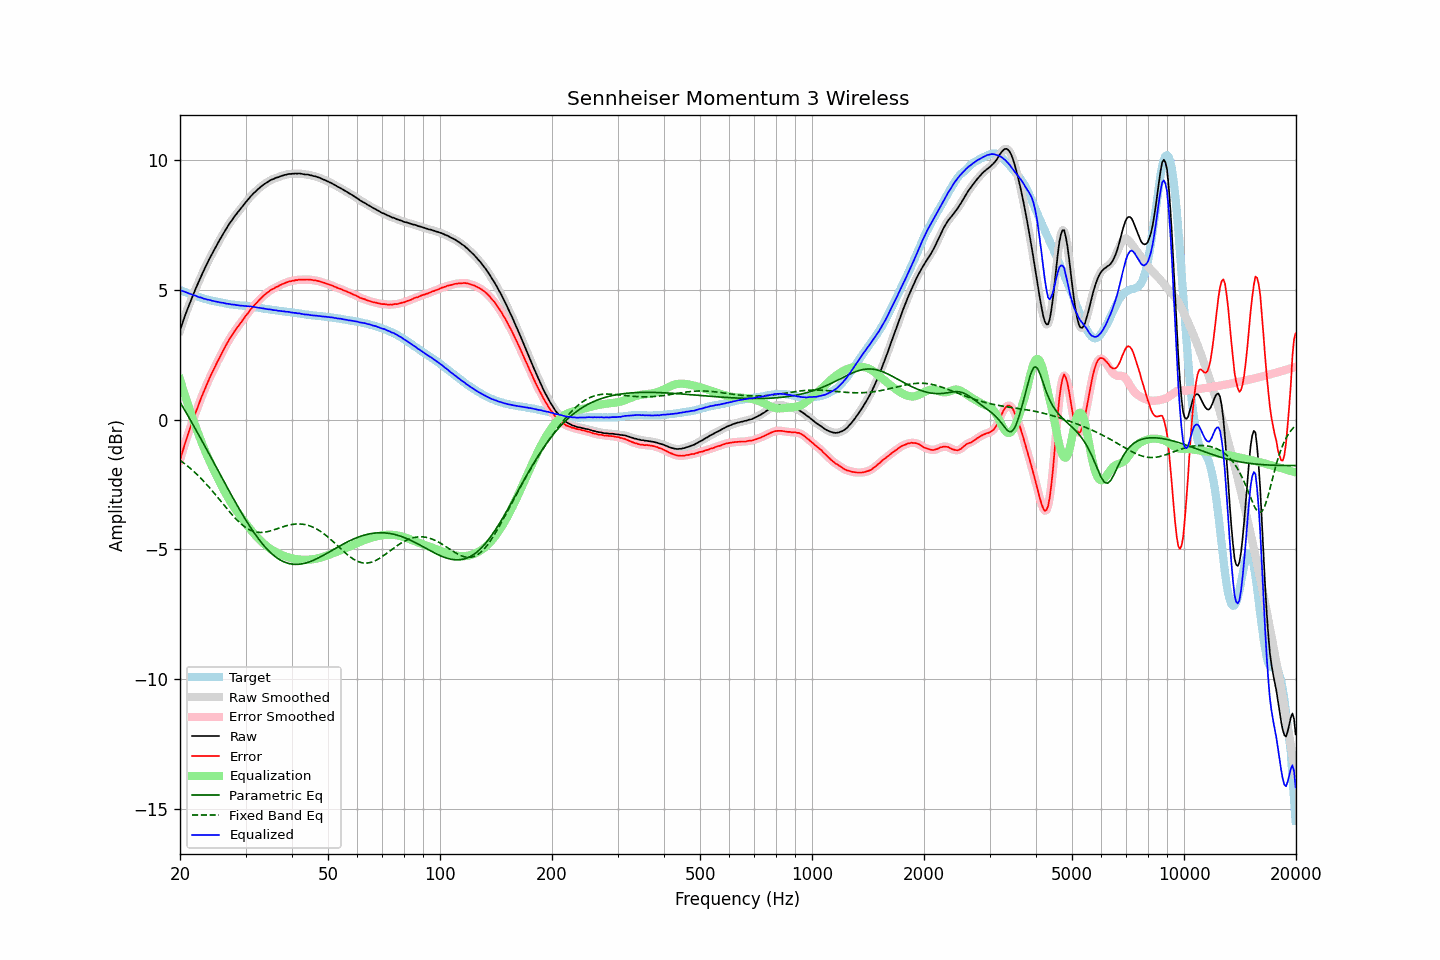 Sennheiser Momentum 3 Wireless
Amplitude (dBr)
10
5
0
−5
−10
−15
Target
Raw Smoothed
Error Smoothed
Raw
Error
Equalization
Parametric Eq
Fixed Band Eq
Equalized
20 50 100 200 500 1000 2000 5000 10000 20000
Frequency (Hz)